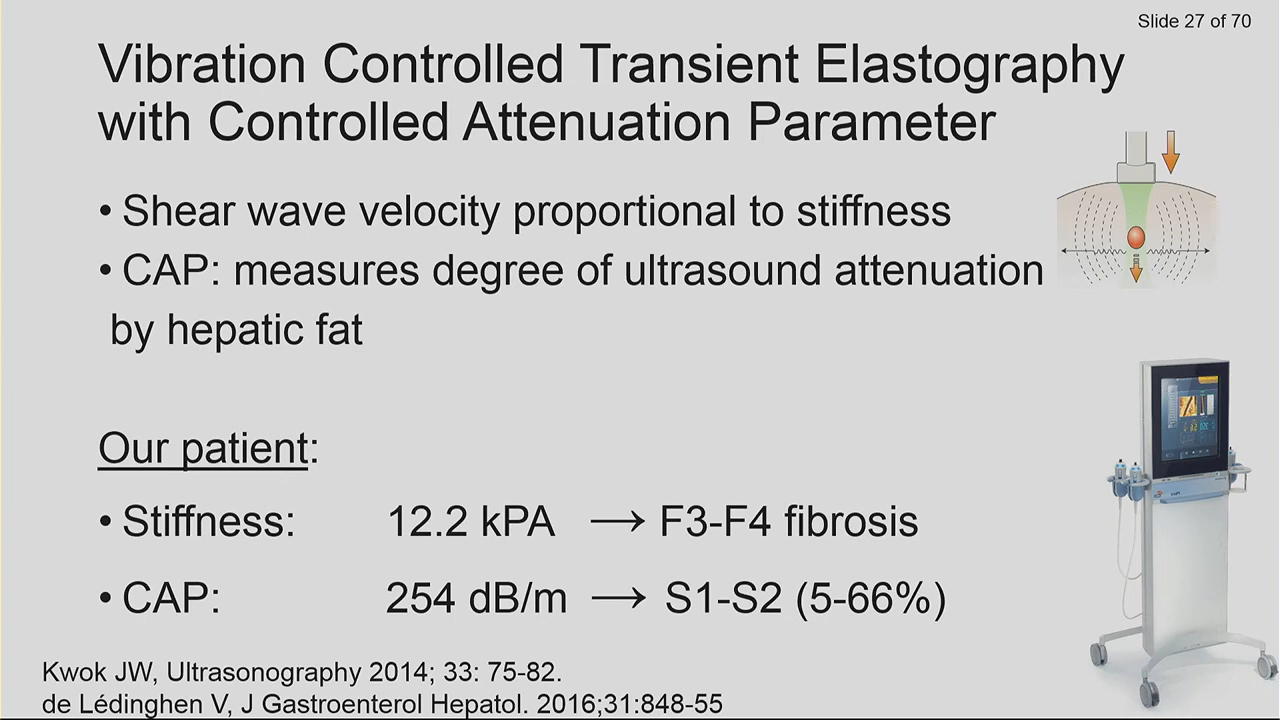 Slide 27 of 70
Vibration Controlled Transient Elastography
with Controlled Attenuation Parameter
• Shear wave velocity proportional to stiffness
• CAP: measures degree of ultrasound attenuation
by hepatic fat
Our patient:
• Stiffness: 12.2 kPA → F3-F4 fibrosis
• CAP: 254 dB/m → S1-S2 (5-66%)
Kwok JW, Ultrasonography 2014; 33: 75-82.
de Lédinghen V, J Gastroenterol Hepatol. 2016;31:848-55